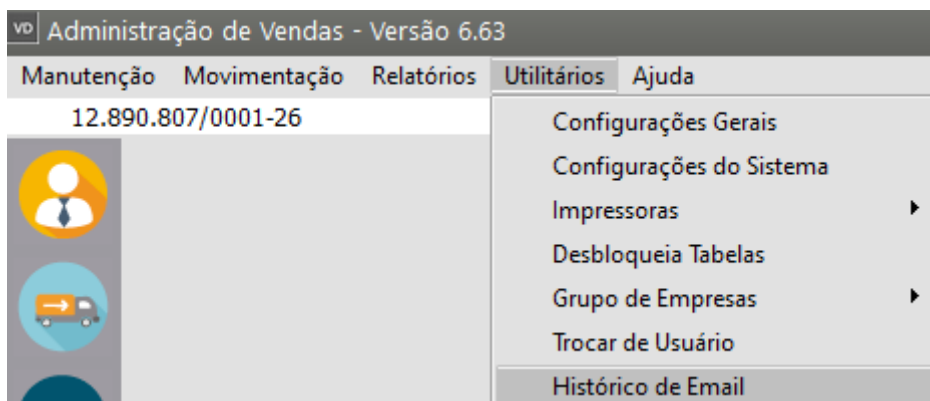 VD Administração de Vendas - Versão 6.63
Manutenção Movimentação Relatórios Utilitários Ajuda
12.890.807/0001-26
Configurações Gerais
Configurações do Sistema
Impressoras
Desbloqueia Tabelas
Grupo de Empresas
Trocar de Usuário
Histórico de Email